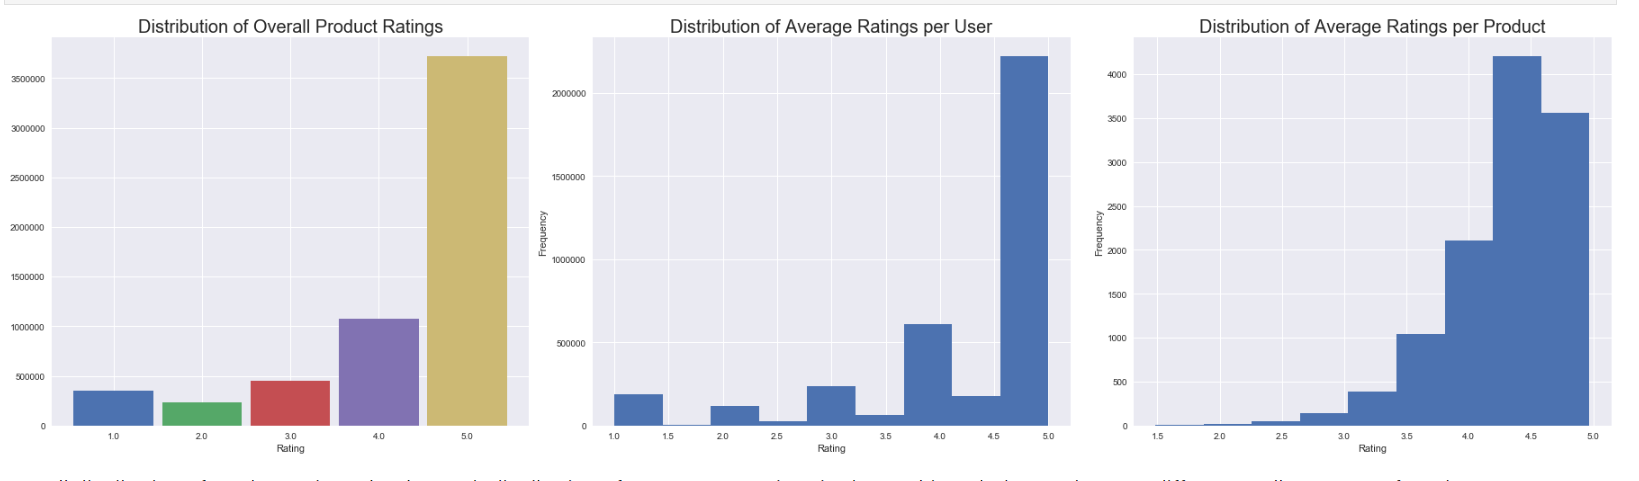 Distribution of Overall Product Ratings
3500000
3000000
2500000
2000000
1500000
1000000
500000
0
1.0 2.0 3.0 4.0 5.0
Rating
Distribution of Average Ratings per User
Frequency
2000000
1500000
1000000
500000
0
1.0 1.5 2.0 2.5 3.0 3.5 4.0 4.5 5.0
Rating
Distribution of Average Ratings per Product
Frequency
4000
3500
3000
2500
2000
1500
1000
500
0
1.5 2.0 2.5 3.0 3.5 4.0 4.5 5.0
Rating